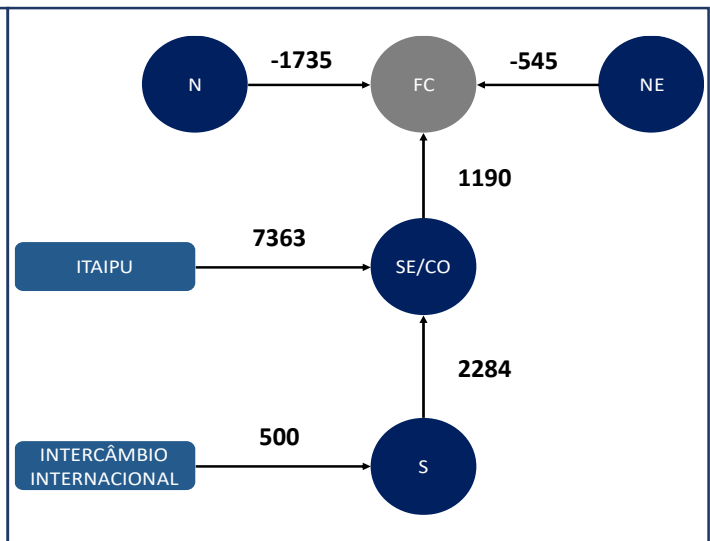 -1735
-545
N
FC
NE
1190
7363
ITAIPU
SE/CO
2284
500
INTERCÂMBIO
INTERNACIONAL
S